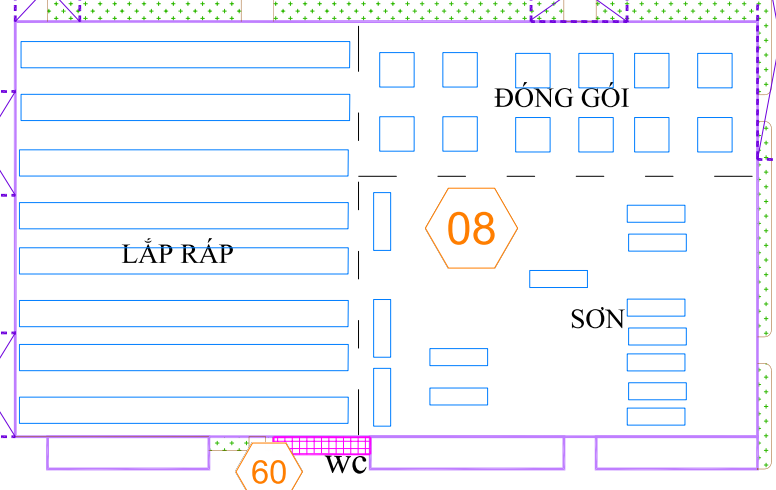 ĐÓNG GÓI
08
LẮP RÁP
SƠN
WC
60